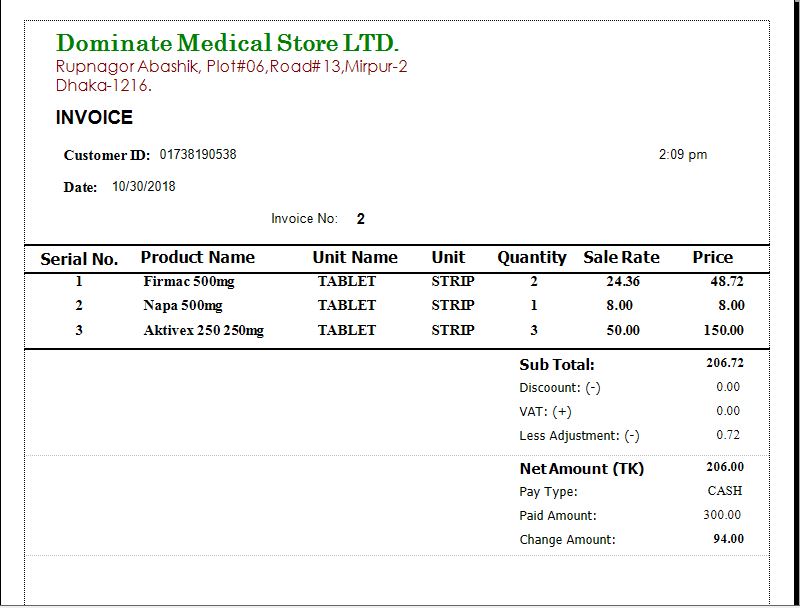 Dominate Medical Store LTD.
Rupnagor Abashik, Plot#06,Road#13,Mirpur-2
Dhaka-1216.
INVOICE
Customer ID: 01738190538 2:09 pm
Date: 10/30/2018
Invoice No: 2
Serial No. Product Name Unit Name Unit Quantity Sale Rate Price
1 Firmac 500mg TABLET STRIP 2 24.36 48.72
2 Napa 500mg TABLET STRIP 1 8.00 8.00
3 Aktivex 250 250mg TABLET STRIP 3 50.00 150.00
Sub Total: 206.72
Discoount: (-) 0.00
VAT: (+) 0.00
Less Adjustment: (-) 0.72
Net Amount (TK) 206.00
Pay Type: CASH
Paid Amount: 300.00
Change Amount: 94.00